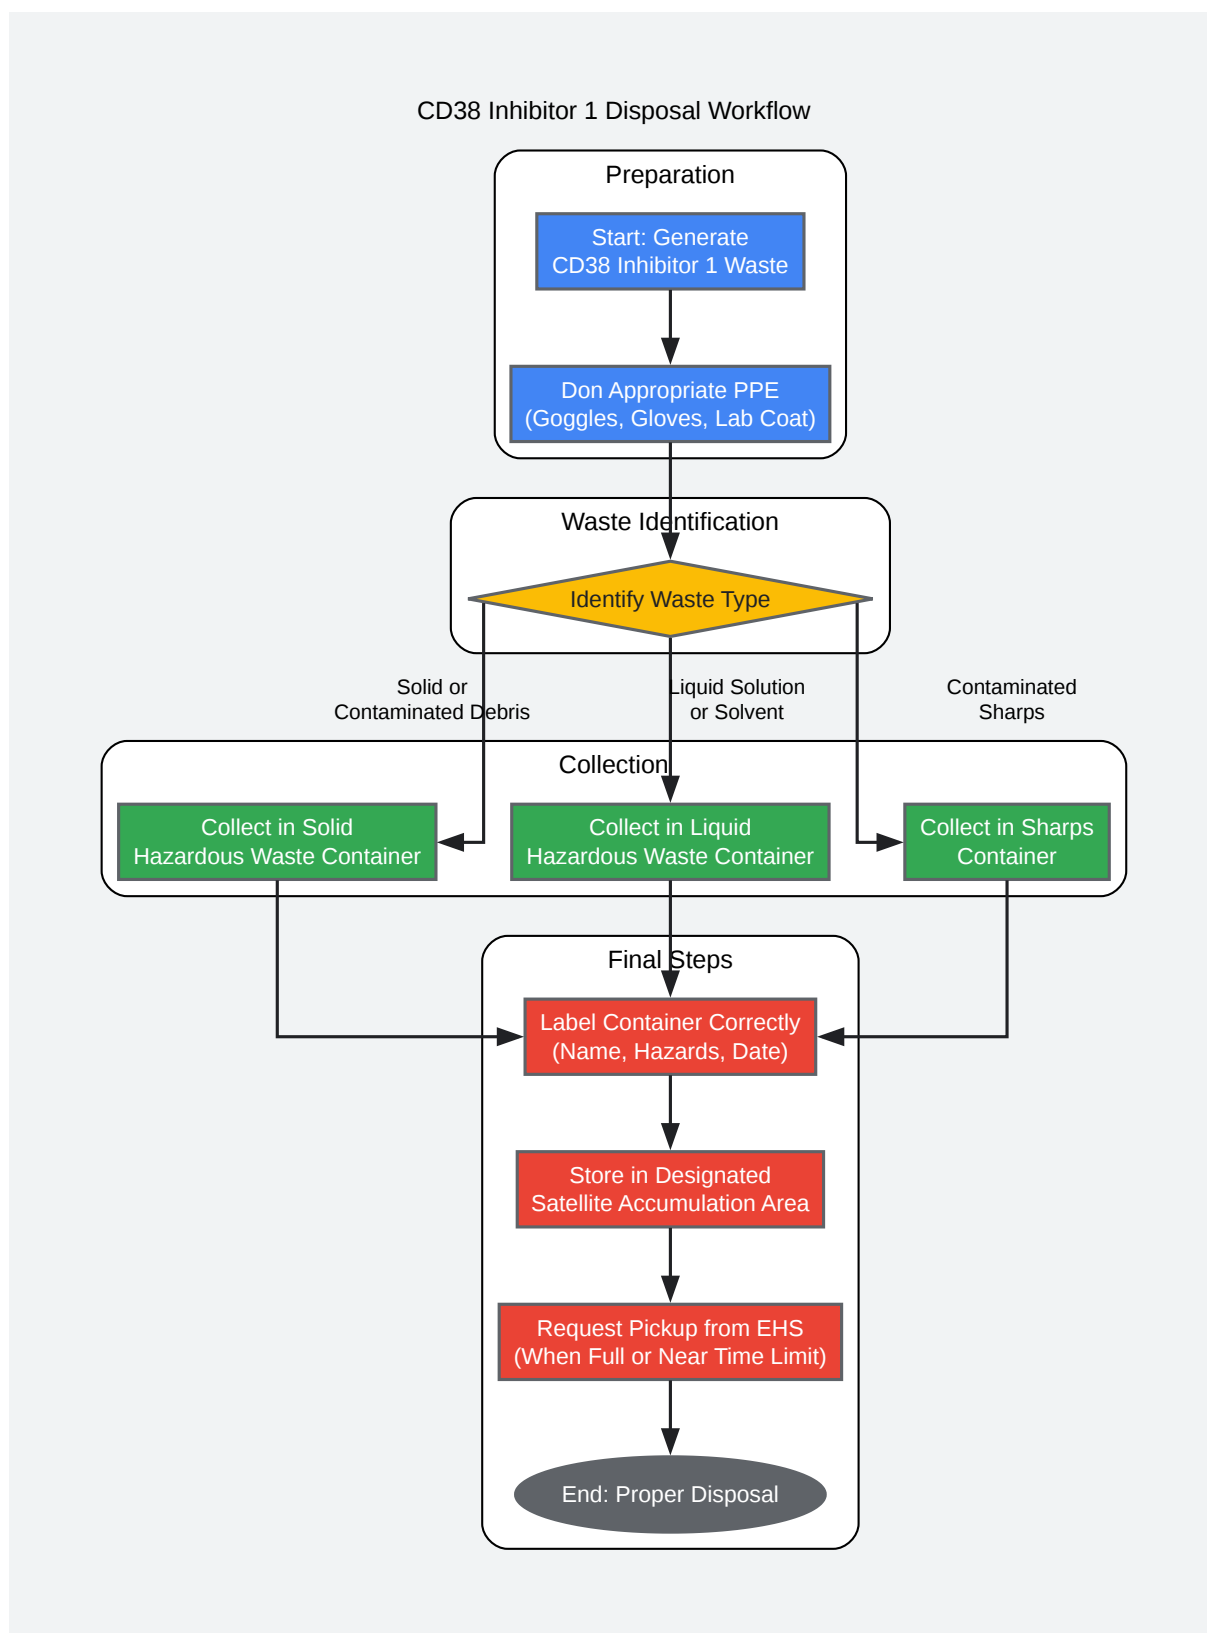 CD38 Inhibitor 1 Disposal Workflow
Preparation
Start: Generate
CD38 Inhibitor 1 Waste
Don Appropriate PPE
(Goggles, Gloves, Lab Coat)
Waste Identification
Identify Waste Type
Solid or
Contaminated Debris
Liquid Solution
or Solvent
Contaminated
Sharps
Collection
Collect in Solid
Hazardous Waste Container
Collect in Liquid
Hazardous Waste Container
Collect in Sharps
Container
Final Steps
Label Container Correctly
(Name, Hazards, Date)
Store in Designated
Satellite Accumulation Area
Request Pickup from EHS
(When Full or Near Time Limit)
End: Proper Disposal